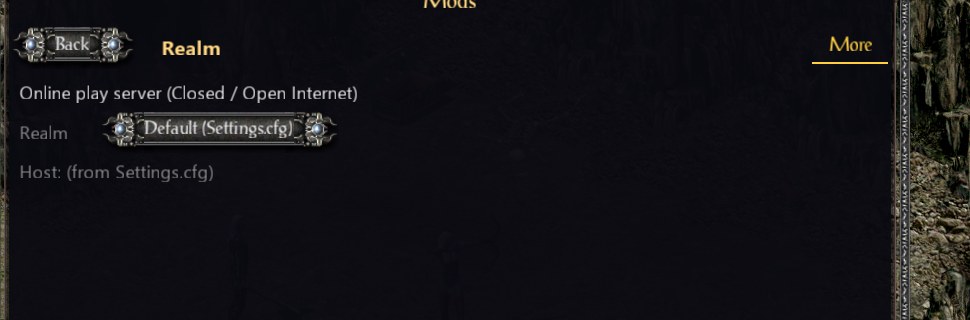 Mods
Back
Realm
More
Online play server (Closed / Open Internet)
Realm
Default (Settings.cfg)
Host: (from Settings.cfg)